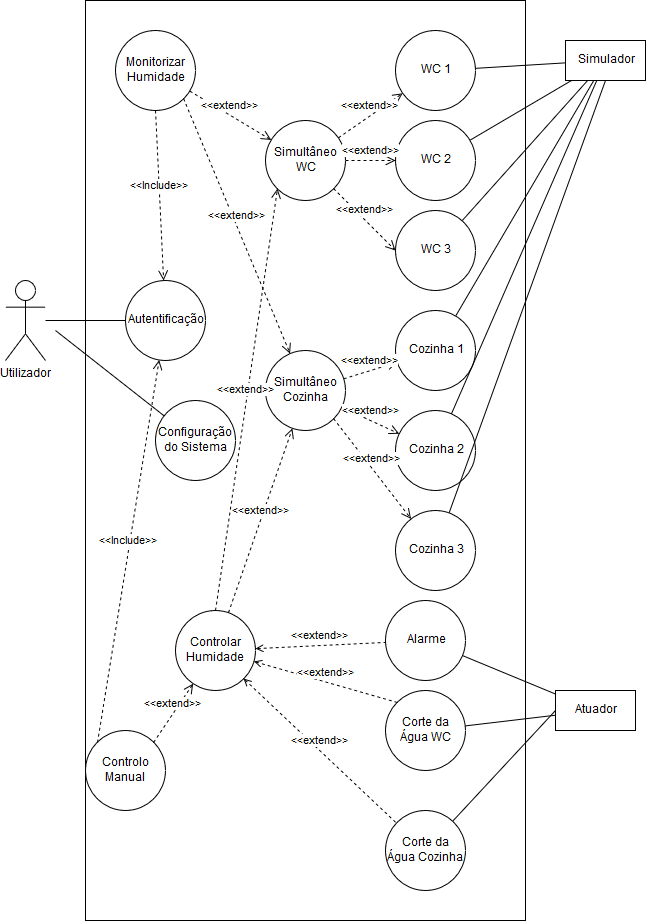 Monitorizar
Humidade
WC 1
Simulador
<<extend>>
<<extend>>
<<extend>>
Simultâneo
WC
WC 2
<<Include>>
<<extend>>
<<extend>>
WC 3
Autentificação
Utilizador
Cozinha 1
<<extend>>
Simultâneo
Cozinha
<<extend>>
<<extend>>
Configuração
do Sistema
Cozinha 2
<<extend>>
<<extend>>
<<Include>>
Cozinha 3
Controlar
Humidade
<<extend>>
Alarme
<<extend>>
<<extend>>
Atuador
Corte da
Água WC
<<extend>>
Controlo
Manual
Corte da
Água Cozinha